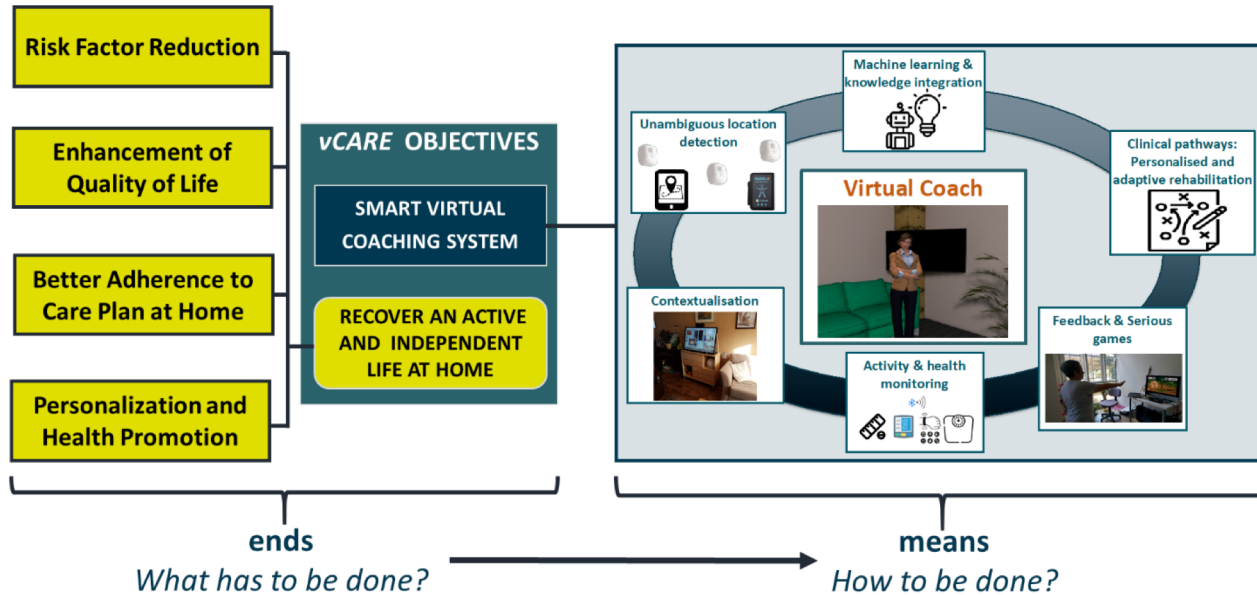 Risk Factor Reduction
Enhancement of
Quality of Life
Better Adherence to
Care Plan at Home
Personalization and
Health Promotion
vCARE OBJECTIVES
SMART VIRTUAL
COACHING SYSTEM
RECOVER AN ACTIVE
AND INDEPENDENT
LIFE AT HOME
Machine learning &
knowledge integration
Unambiguous location
detection
Clinical pathways:
Personalised and
adaptive rehabilitation
Virtual Coach
Contextualisation
Feedback & Serious
games
Activity & health
monitoring
ends
What has to be done?
means
How to be done?